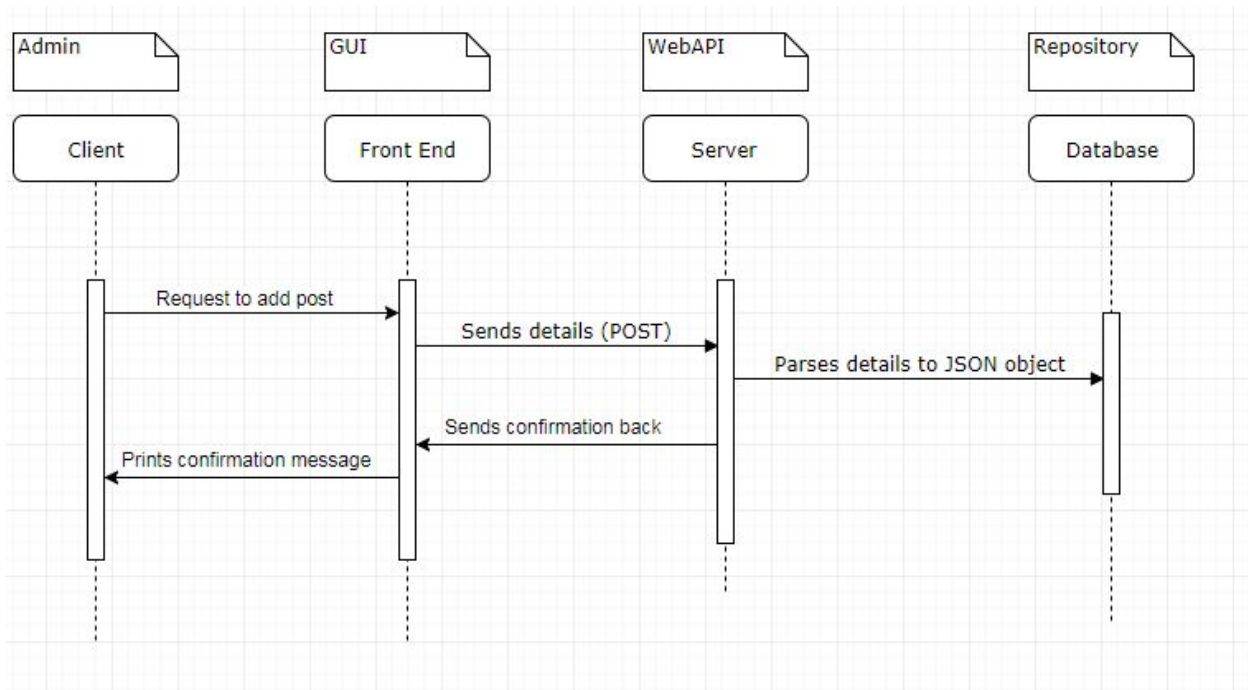 Admin
GUI
WebAPI
Repository
Client
Front End
Server
Database
Request to add post
Sends details (POST)
Parses details to JSON object
Sends confirmation back
Prints confirmation message